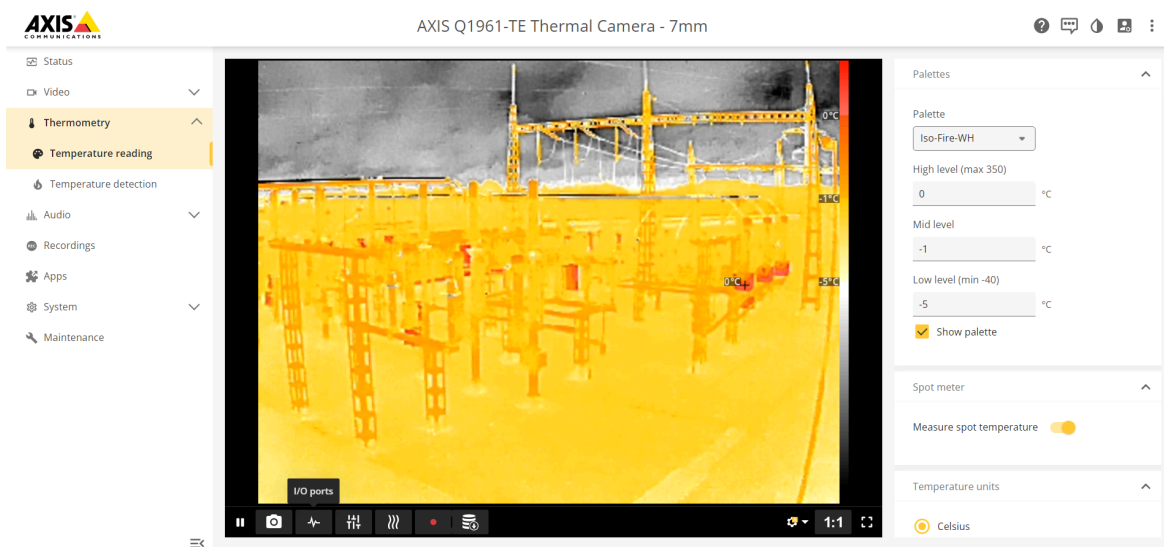 AXIS
COMMUNICATIONS
AXIS Q1961-TE Thermal Camera - 7mm
Status
Video
Thermometry
Temperature reading
Temperature detection
Audio
Recordings
Apps
System
Maintenance
0°C
-1°C
-5°C
0°C
I/O ports
1:1
Palettes
Palette
Iso-Fire-WH
High level (max 350)
0 °C
Mid level
-1 °C
Low level (min -40)
-5 °C
Show palette
Spot meter
Measure spot temperature
Temperature units
Celsius